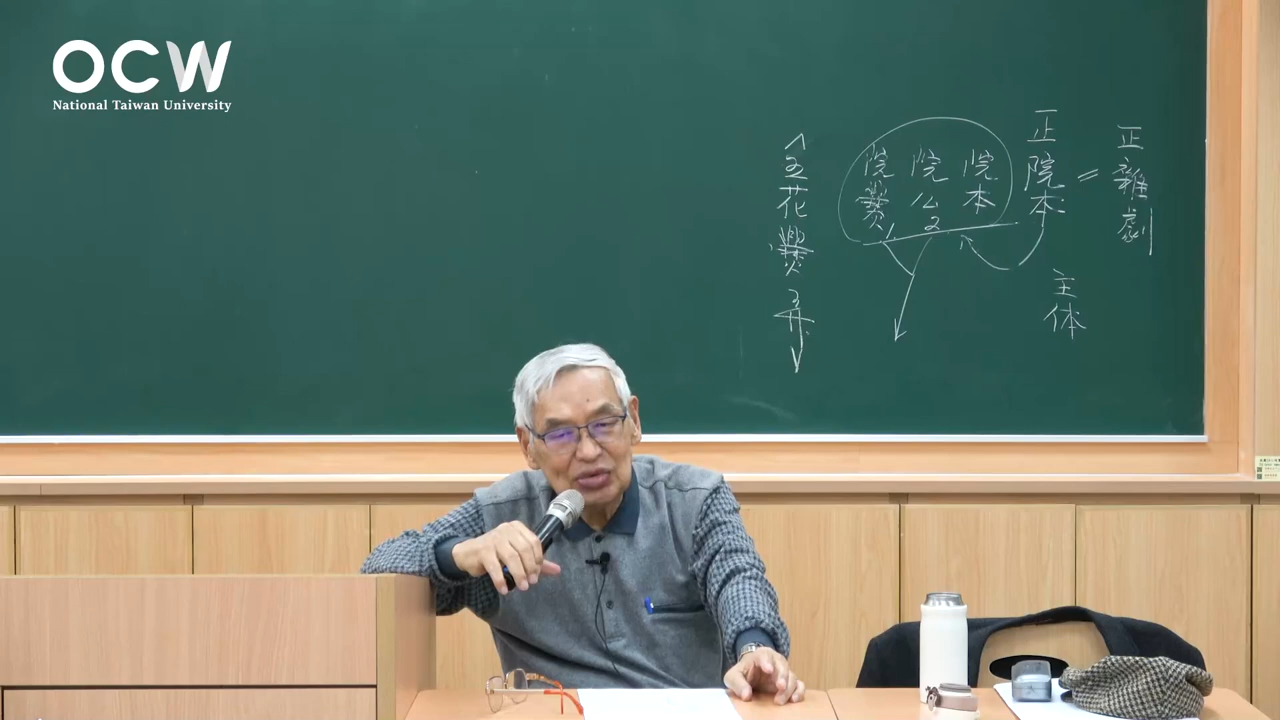 OCW
National Taiwan University
正雜劇
=
正院本:
主体
院本
院么
2
院爨
1
〈五花爨弄〉